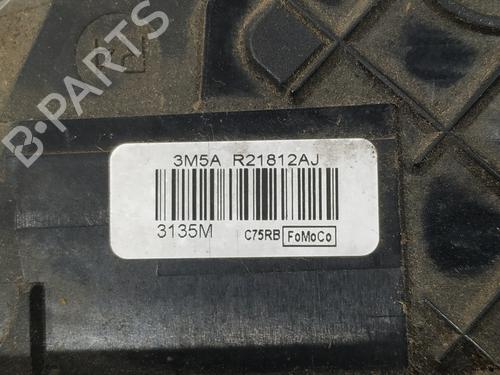 B-PARTS
3M5A R21812AJ
3135M C75RB FoMoCo